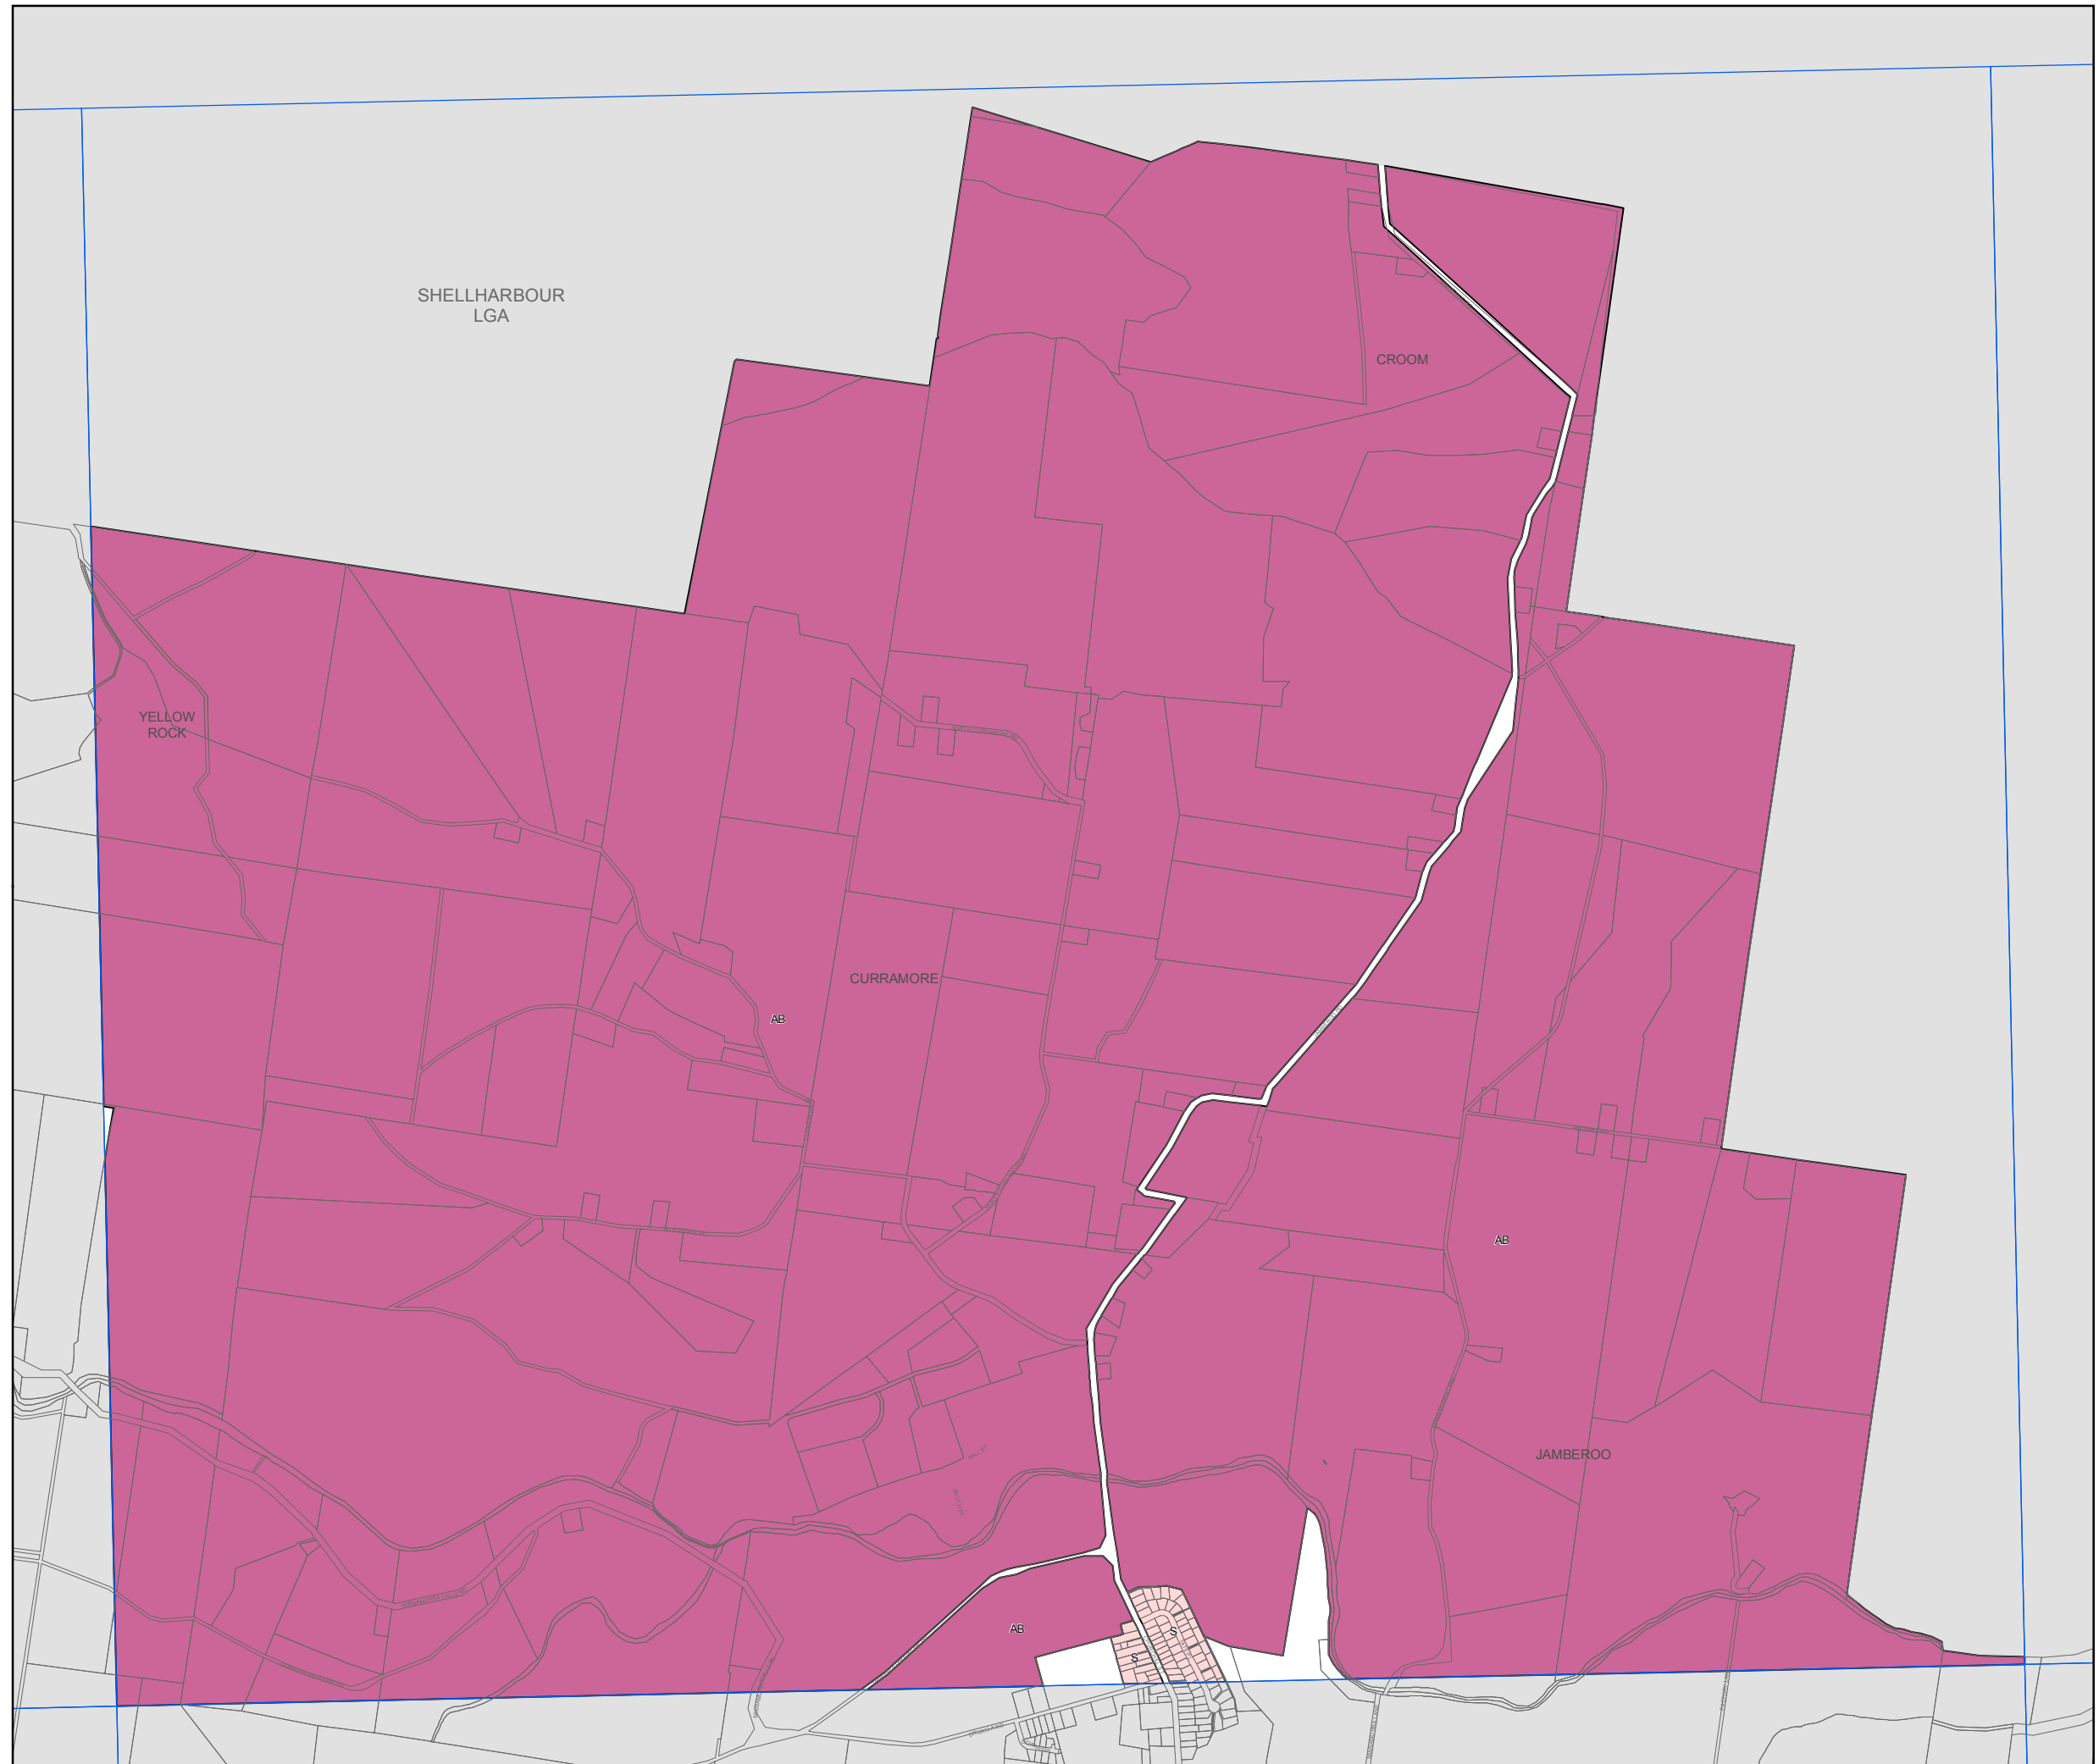 SHELLHARBOUR
LGA
CROOM
YELLOW
ROCK
CURRAMORE
AB
AB
JAMBEROO
AB
S
S